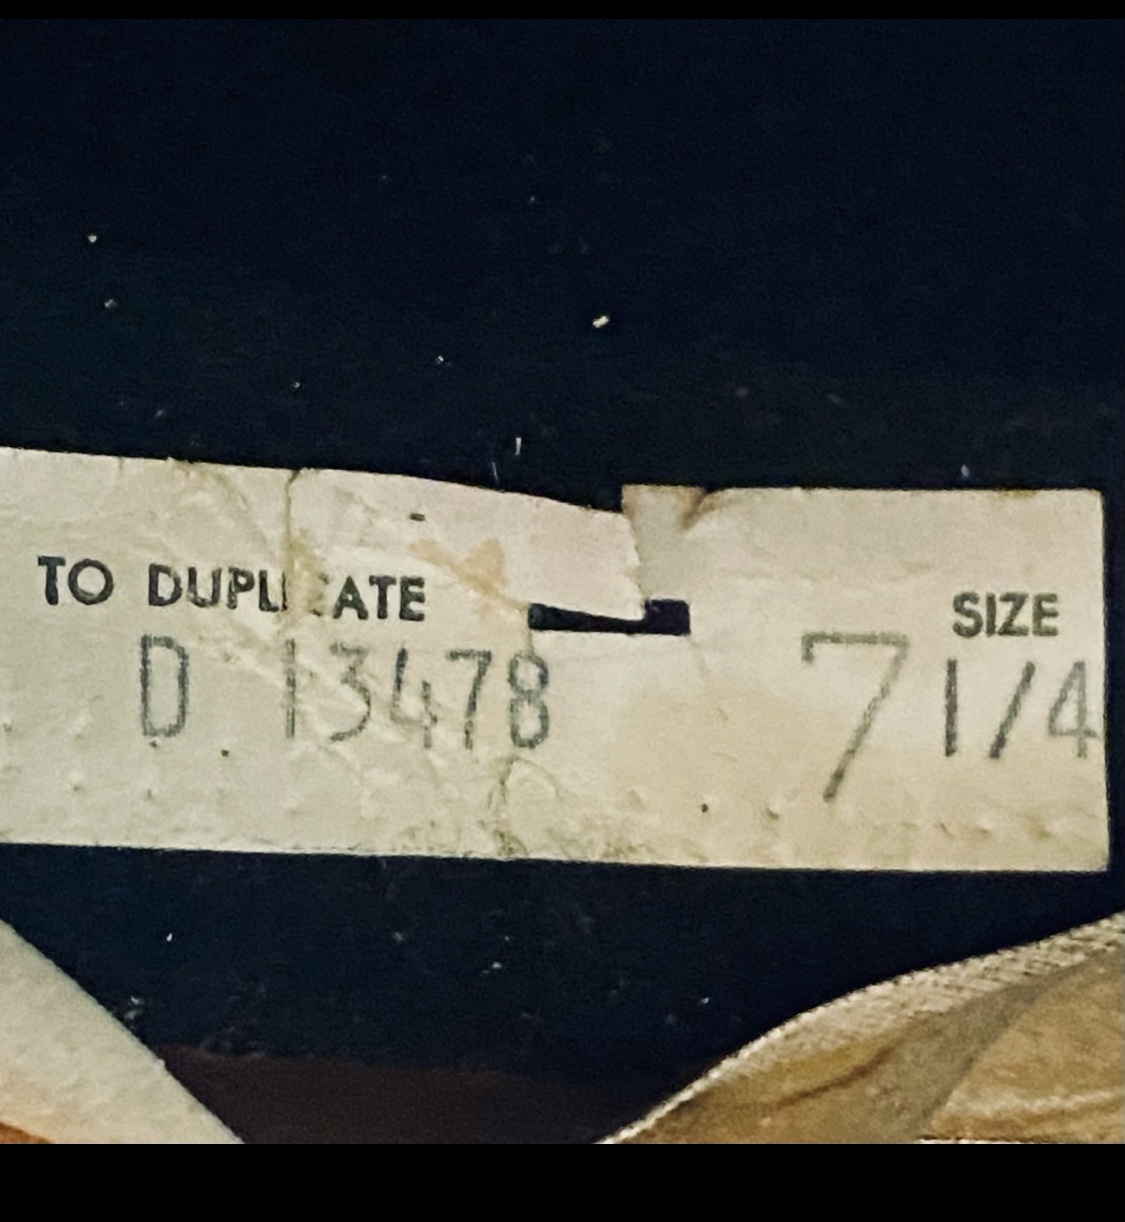 TO DUPLICATE SIZE
D 13478 7 1/4